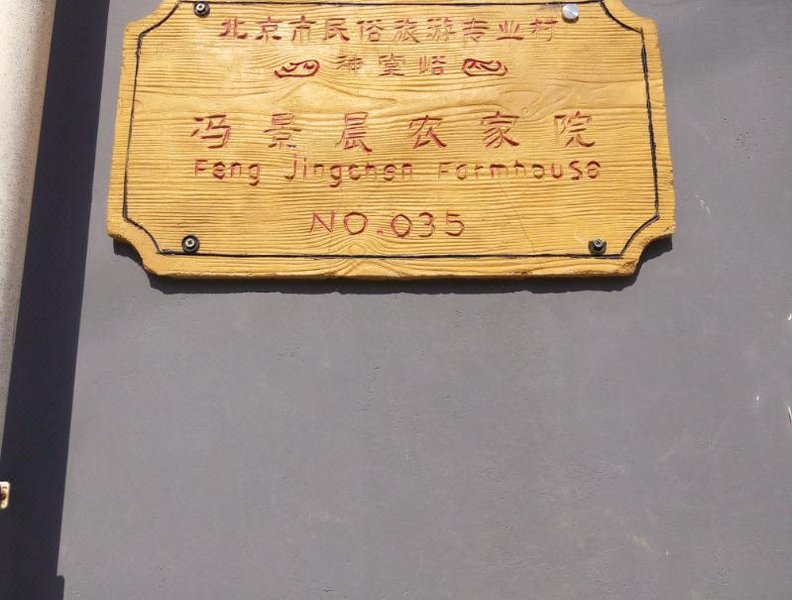 北京市民俗旅游专业村
神堂峪
冯景晨农家院
Feng Jingchen Farmhouse
NO.035